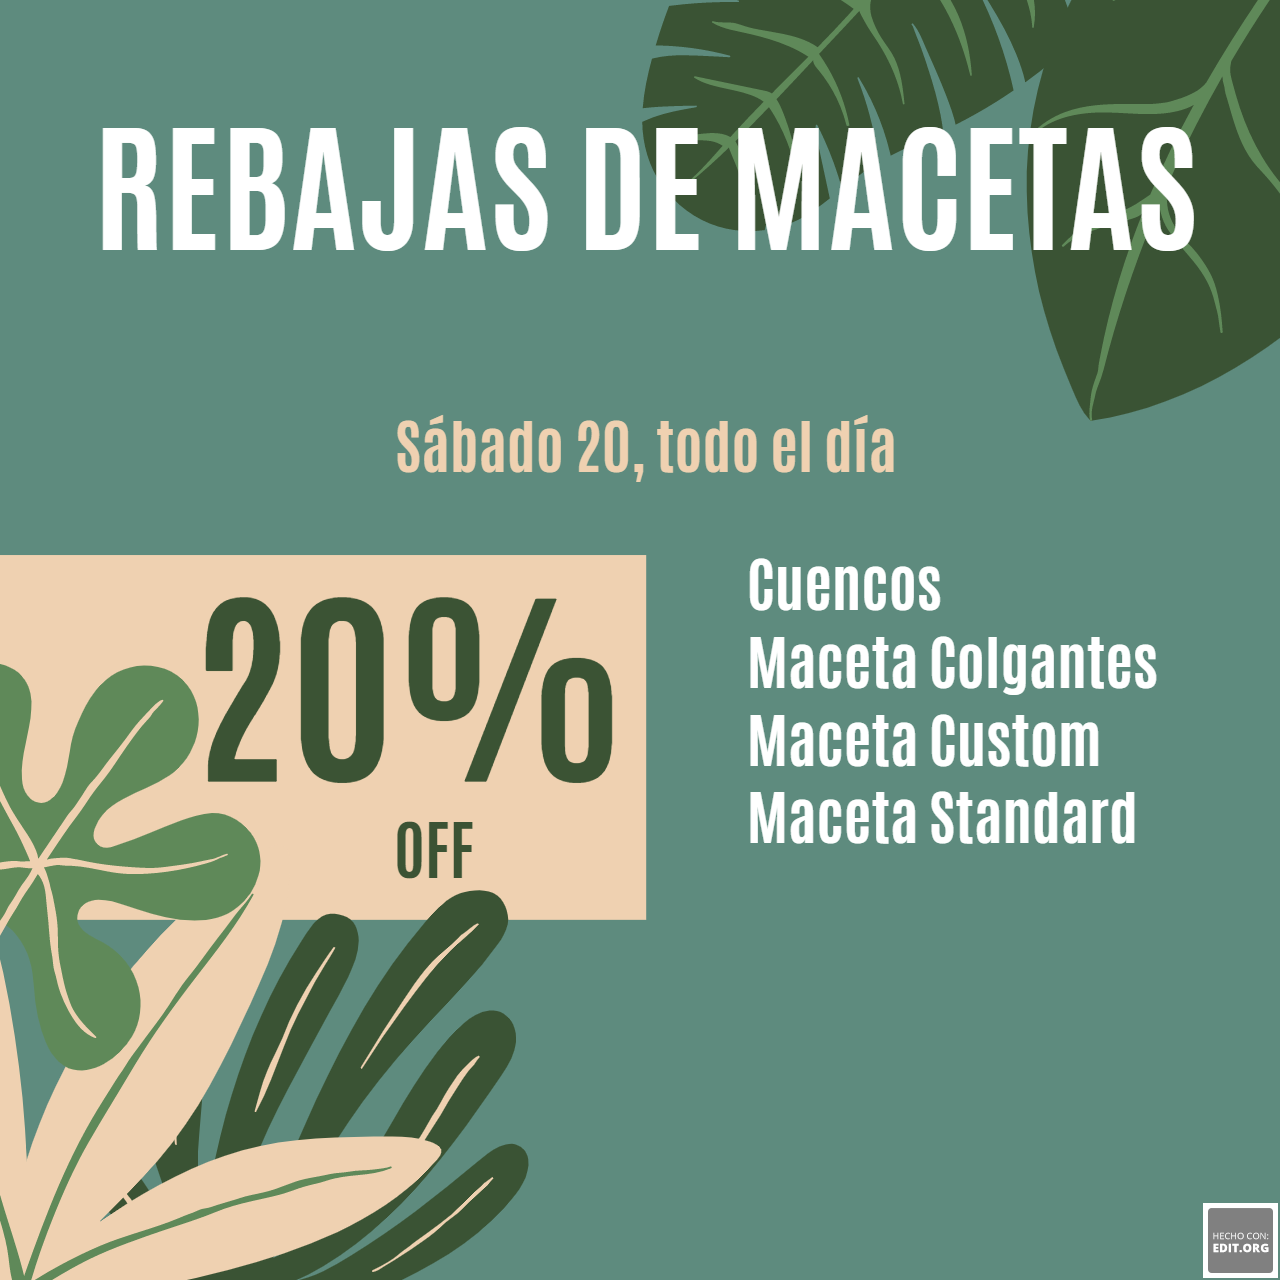 REBAJAS DE MACETAS
Sábado 20, todo el día
20%
OFF
Cuencos
Maceta Colgantes
Maceta Custom
Maceta Standard
HECHO CON:
EDIT.ORG